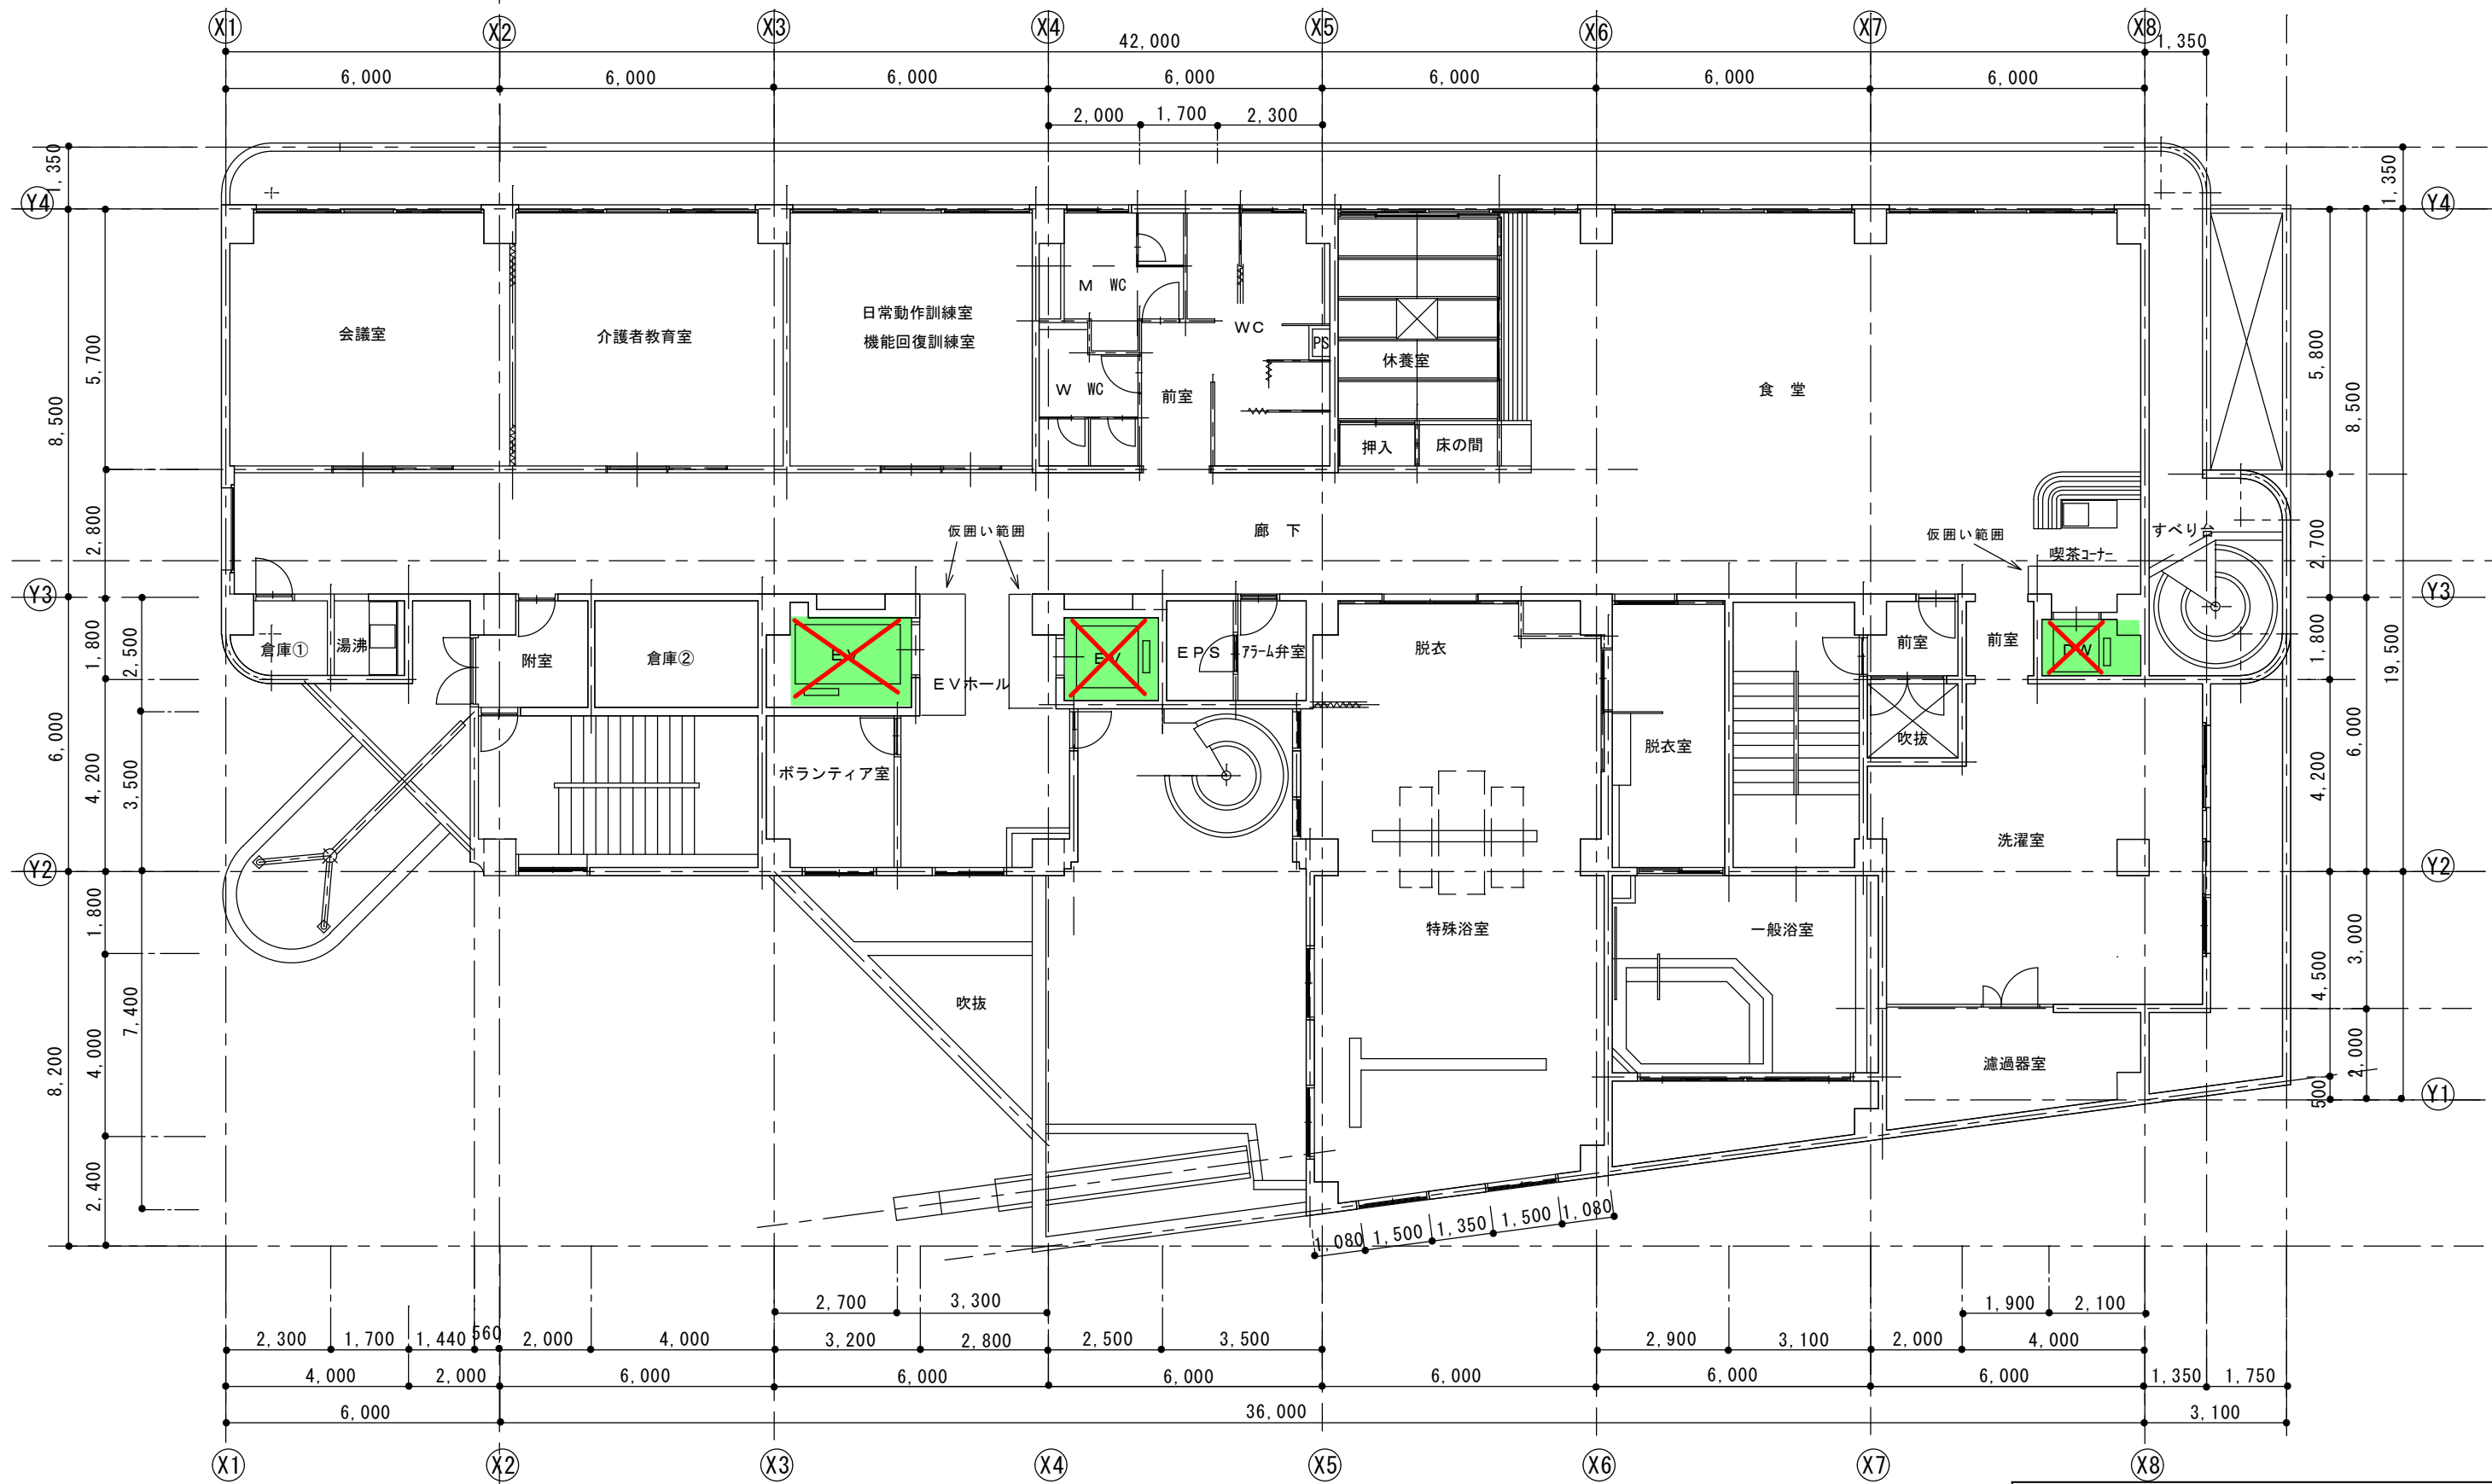 X1 X2 X3 X4 X5 X6 X7 X8
42,000 1,350
6,000 6,000 6,000 6,000 6,000 6,000 6,000
2,000 1,700 2,300
1,350
1,350
Y4
Y4
会議室
介護者教育室
日常動作訓練室
機能回復訓練室
M WC
W WC
前室
WC
PS
休養室
押入
床の間
食 堂
5,700
8,500
2,800
5,800
8,500
2,700
19,500
仮囲い範囲
廊 下
仮囲い範囲
喫茶コーナー
すべり台
Y3
Y3
倉庫①
湯沸
附室
倉庫②
EV
EVホール
EV
EPS
アラーム弁室
脱衣
前室
前室
DW
1,800
2,500
6,000
4,200
3,500
1,800
6,000
4,200
ボランティア室
脱衣室
吹抜
洗濯室
Y2
Y2
1,800
4,000
7,400
8,200
2,400
吹抜
特殊浴室
一般浴室
濾過器室
4,500
3,000
2,000
500
Y1
1,080 1,500 1,350 1,500 1,080
2,700 3,300
1,900 2,100
2,300 1,700 1,440 560 2,000 4,000 3,200 2,800 2,500 3,500 2,900 3,100 2,000 4,000
4,000 2,000 6,000 6,000 6,000 6,000 6,000 6,000 1,350 1,750
6,000 36,000 3,100
X1 X2 X3 X4 X5 X6 X7 X8